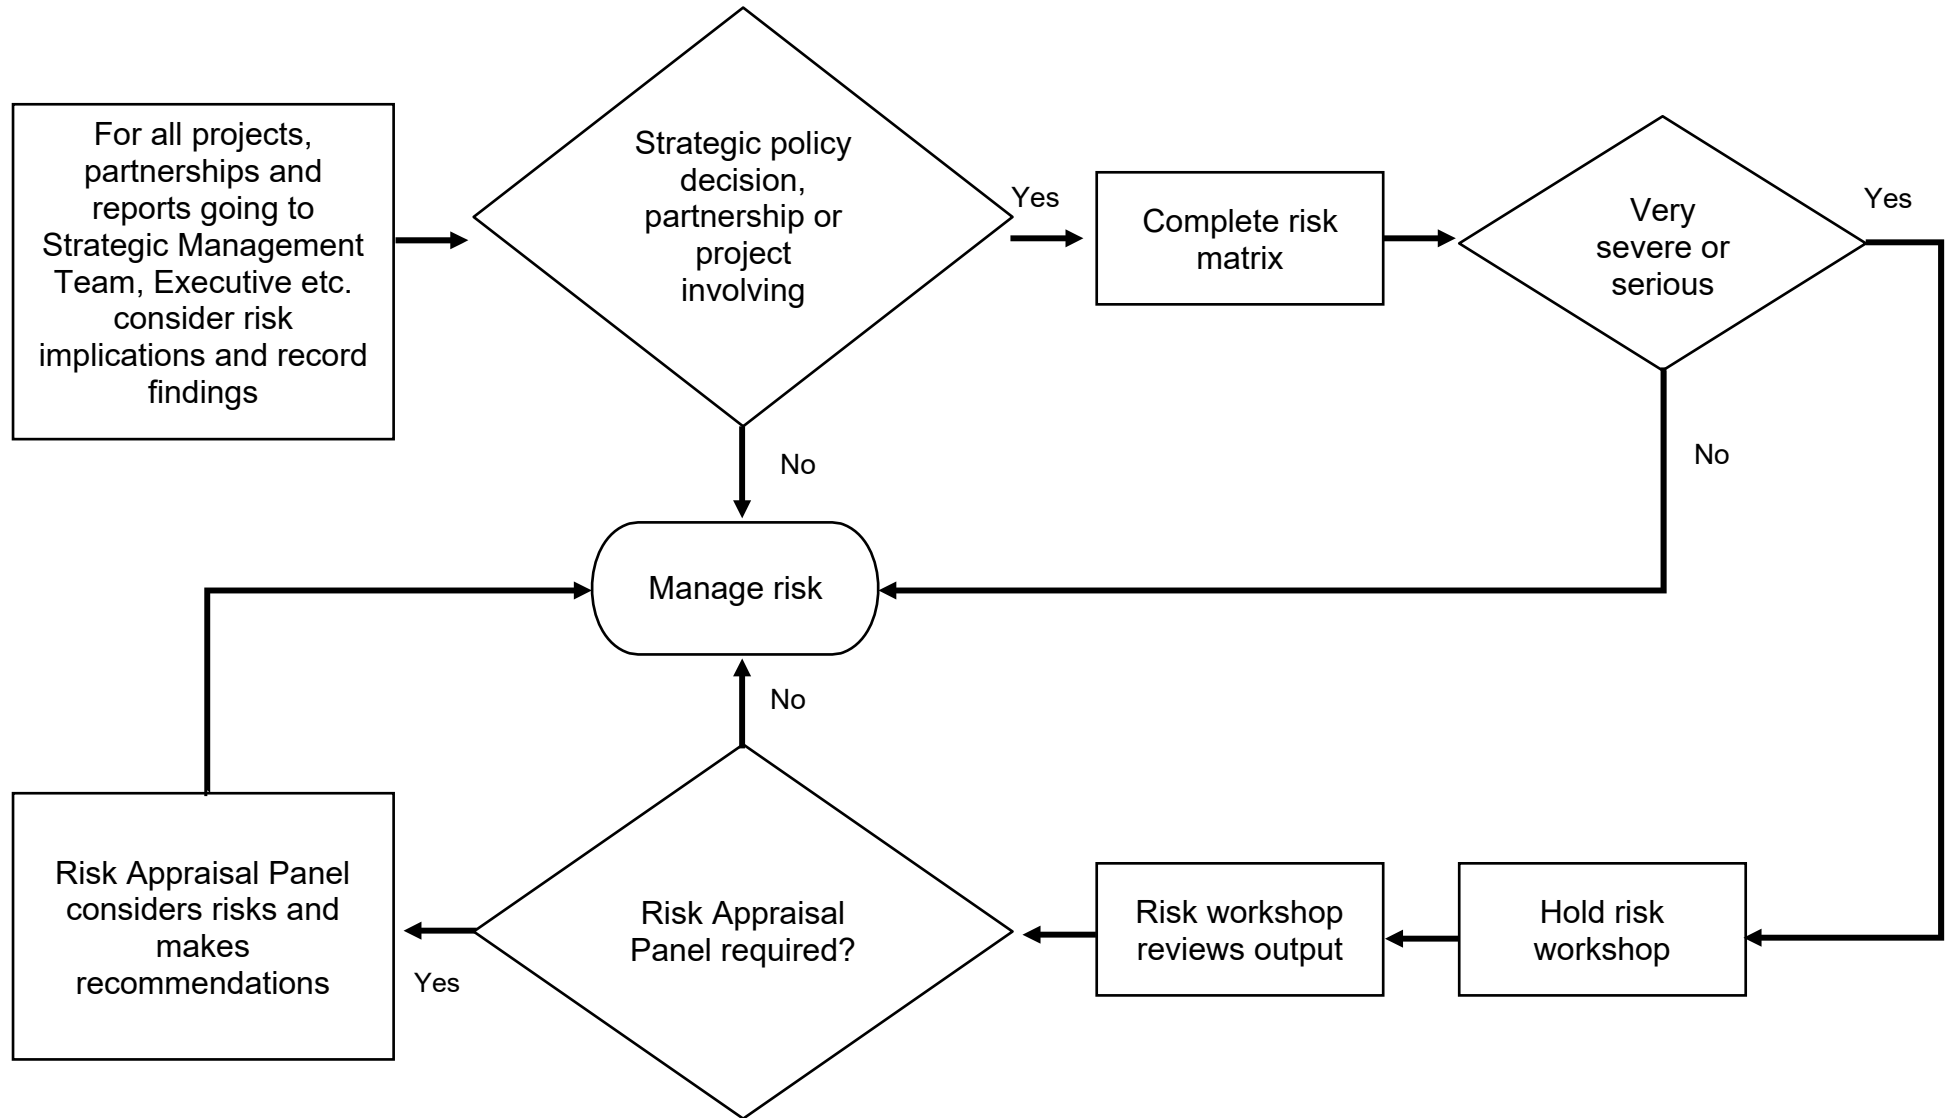 For all projects,
partnerships and
reports going to
Strategic Management
Team, Executive etc.
consider risk
implications and record
findings
Strategic policy
decision,
partnership or
project
involving
Yes
Complete risk
matrix
Very
severe or
serious
Yes
No
No
Manage risk
No
Risk Appraisal Panel
considers risks and
makes
recommendations
Yes
Risk Appraisal
Panel required?
Risk workshop
reviews output
Hold risk
workshop